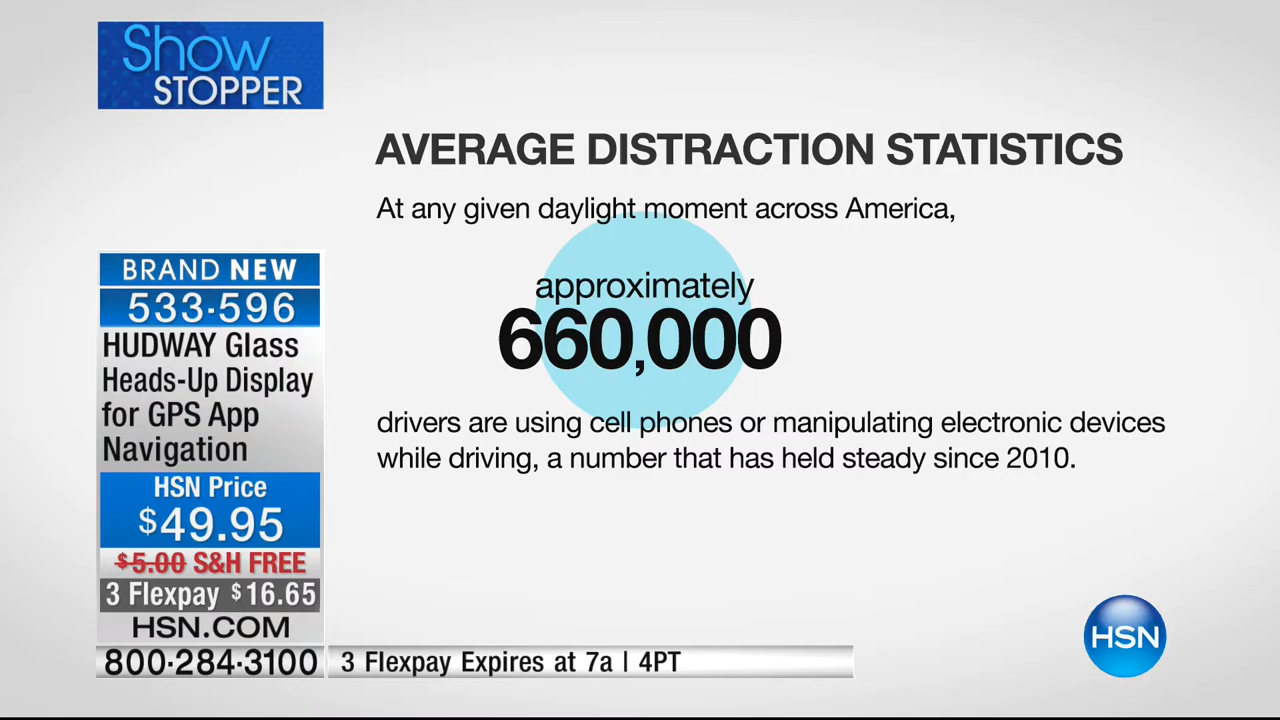 Show
STOPPER
AVERAGE DISTRACTION STATISTICS
At any given daylight moment across America,
approximately
660,000
drivers are using cell phones or manipulating electronic devices
while driving, a number that has held steady since 2010.
BRAND NEW
533-596
HUDWAY Glass
Heads-Up Display
for GPS App
Navigation
HSN Price
$49.95
$5.00 S&H FREE
3 Flexpay $16.65
HSN.COM
800-284-3100
3 Flexpay Expires at 7a | 4PT
HSN